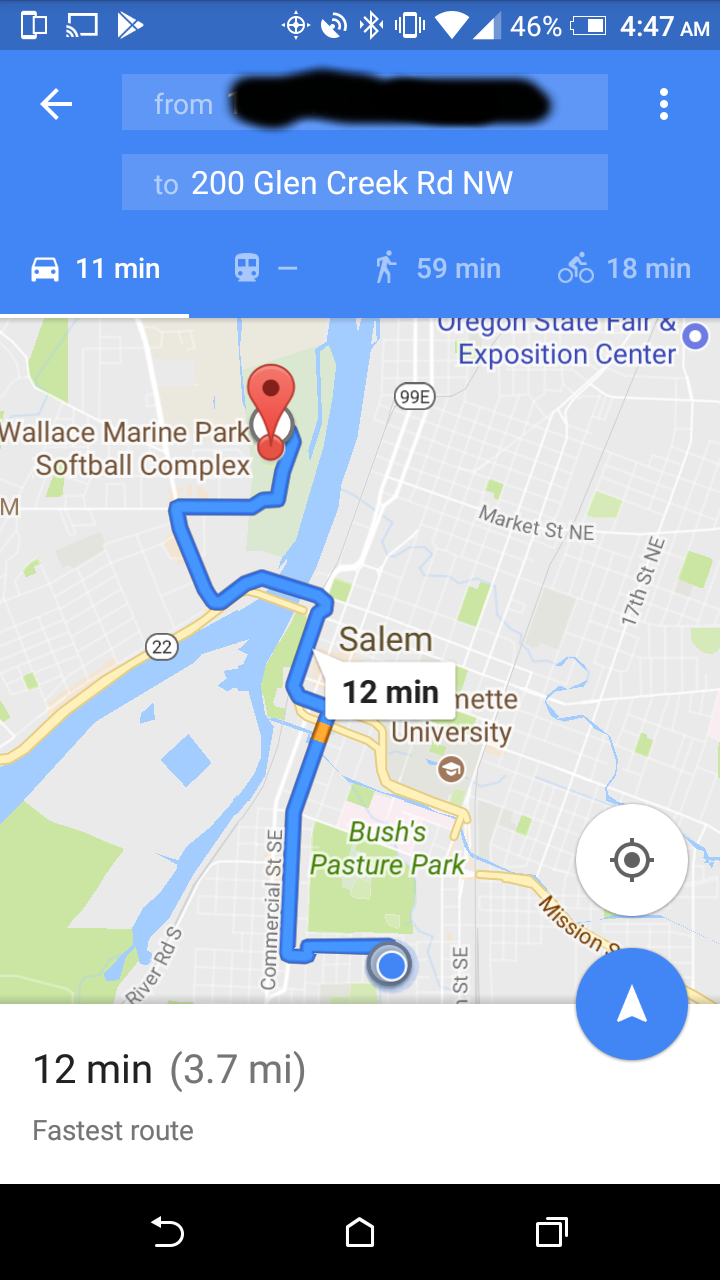 46% 4:47 AM
from
to 200 Glen Creek Rd NW
11 min — 59 min 18 min
Oregon State Fair &
Exposition Center
99E
Wallace Marine Park
Softball Complex
M
Market St NE
17th St NE
22
Salem
12 min
mette
University
Bush's
Pasture Park
Commercial St SE
River Rd S
Mission S
h St SE
12 min (3.7 mi)
Fastest route